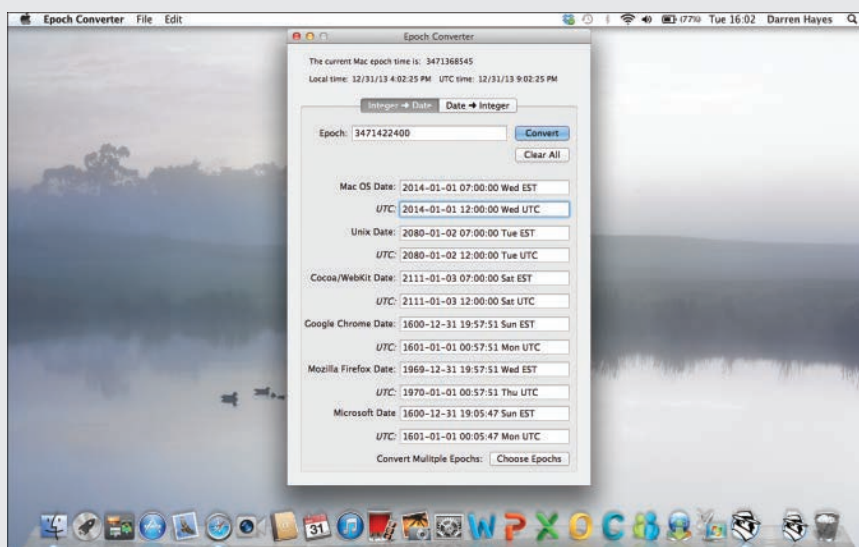 Epoch Converter File Edit
(77%) Tue 16:02 Darren Hayes
Epoch Converter
The current Mac epoch time is: 3471368545
Local time: 12/31/13 4:02:25 PM UTC time: 12/31/13 9:02:25 PM
Integer → Date Date → Integer
Epoch: 3471422400 Convert
Clear All
Mac OS Date: 2014-01-01 07:00:00 Wed EST
UTC: 2014-01-01 12:00:00 Wed UTC
Unix Date: 2080-01-02 07:00:00 Tue EST
UTC: 2080-01-02 12:00:00 Tue UTC
Cocoa/WebKit Date: 2111-01-03 07:00:00 Sat EST
UTC: 2111-01-03 12:00:00 Sat UTC
Google Chrome Date: 1600-12-31 19:57:51 Sun EST
UTC: 1601-01-01 00:57:51 Mon UTC
Mozilla Firefox Date: 1969-12-31 19:57:51 Wed EST
UTC: 1970-01-01 00:57:51 Thu UTC
Microsoft Date 1600-12-31 19:05:47 Sun EST
UTC: 1601-01-01 00:05:47 Mon UTC
Convert Mulitple Epochs: Choose Epochs
31 W P X O C